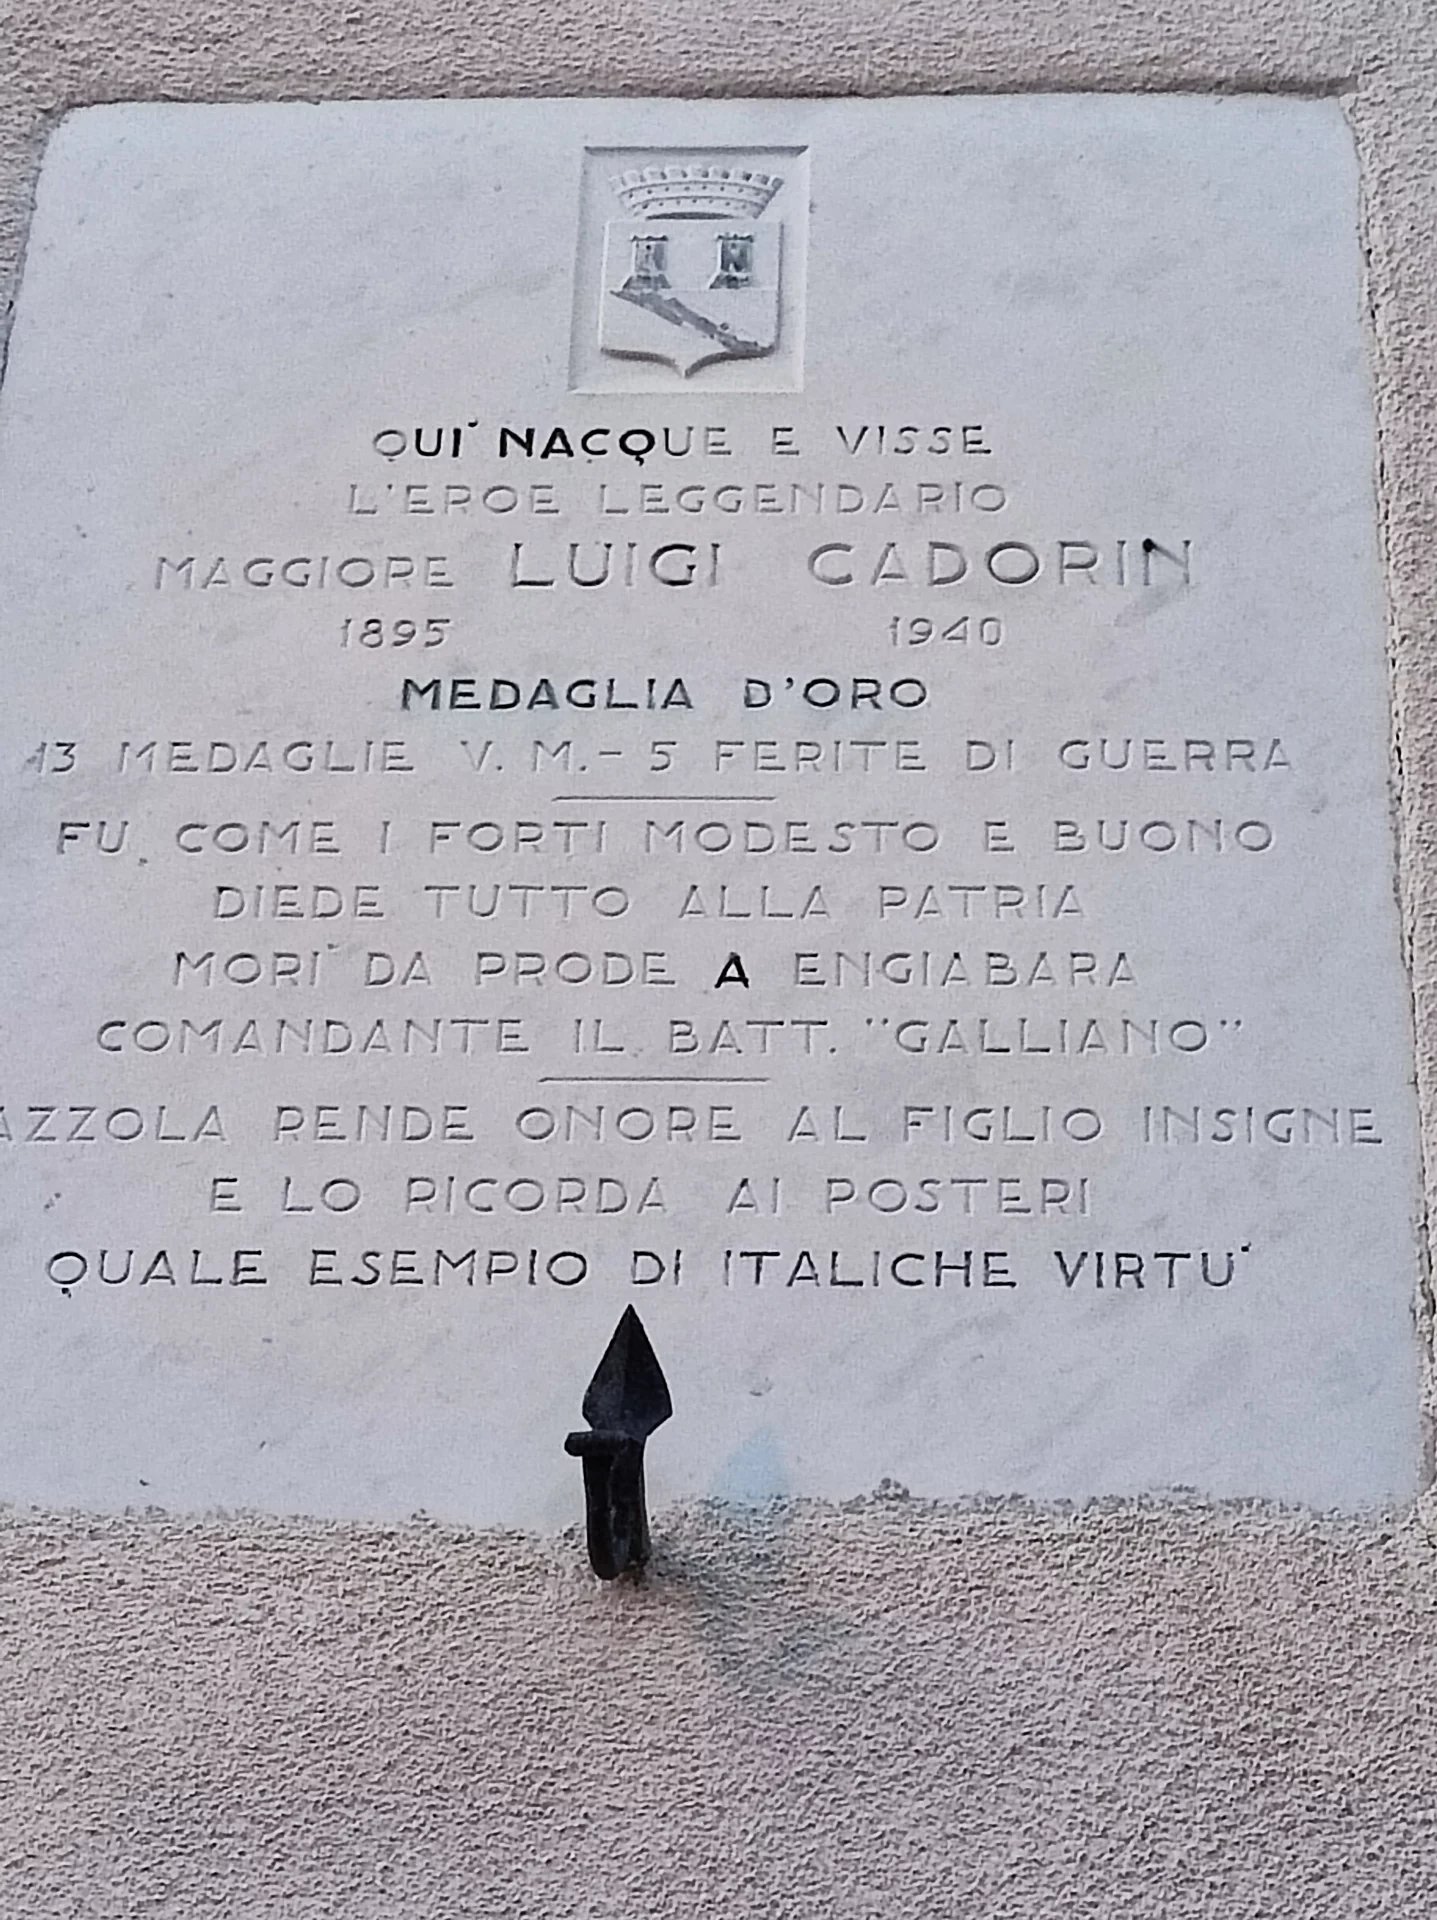 QUI' NACQUE E VISSE
L'EROE LEGGENDARIO
MAGGIORE LUIGI CADORIN
1895 1940
MEDAGLIA D'ORO
13 MEDAGLIE V. M. - 5 FERITE DI GUERRA
FU, COME I FORTI MODESTO E BUONO
DIEDE TUTTO ALLA PATRIA
MORI' DA PRODE A ENGIABARA
COMANDANTE IL BATT. "GALLIANO"
AZZOLA RENDE ONORE AL FIGLIO INSIGNE
E LO RICORDA AI POSTERI
QUALE ESEMPIO DI ITALICHE VIRTU'